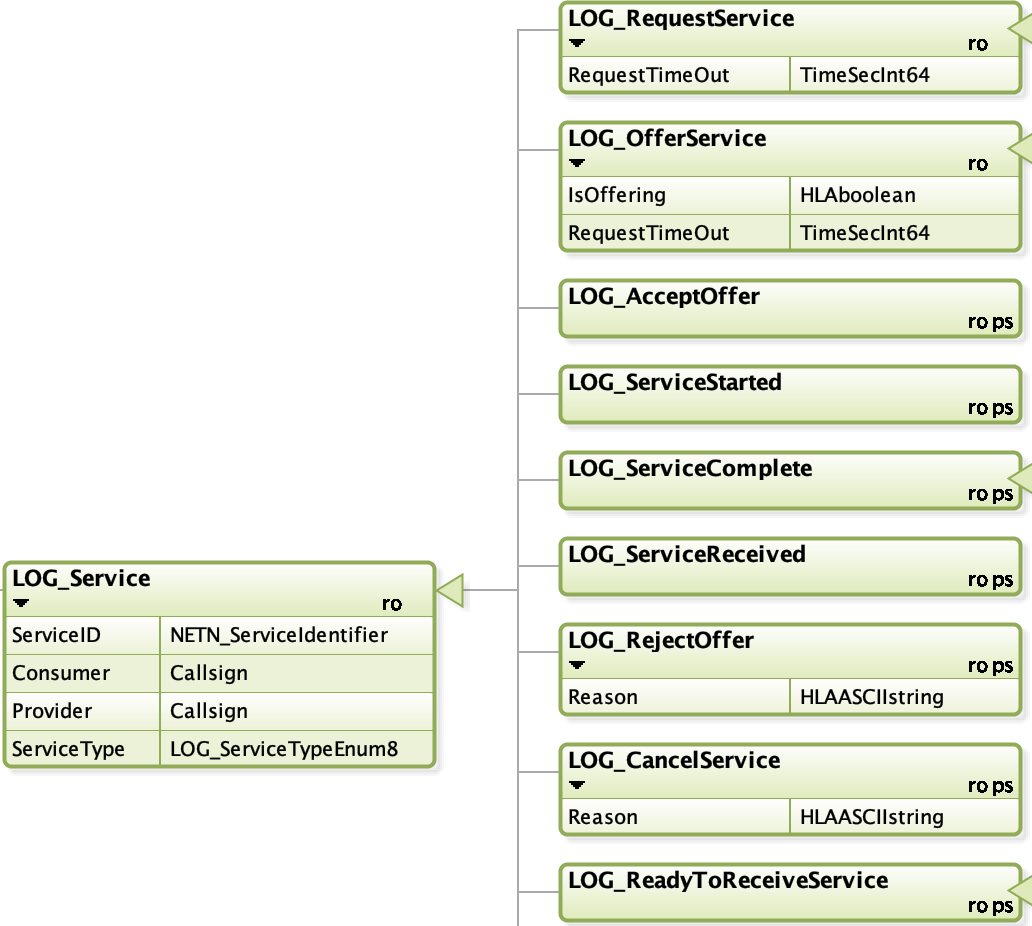 LOG_RequestService
ro
RequestTimeOut TimeSecInt64
LOG_OfferService
ro
IsOffering HLAboolean
RequestTimeOut TimeSecInt64
LOG_AcceptOffer
ro ps
LOG_ServiceStarted
ro ps
LOG_ServiceComplete
ro ps
LOG_ServiceReceived
ro ps
LOG_Service
ro
ServiceID NETN_ServiceIdentifier
Consumer Callsign
Provider Callsign
ServiceType LOG_ServiceTypeEnum8
LOG_RejectOffer
ro ps
Reason HLAASCIIstring
LOG_CancelService
ro ps
Reason HLAASCIIstring
LOG_ReadyToReceiveService
ro ps